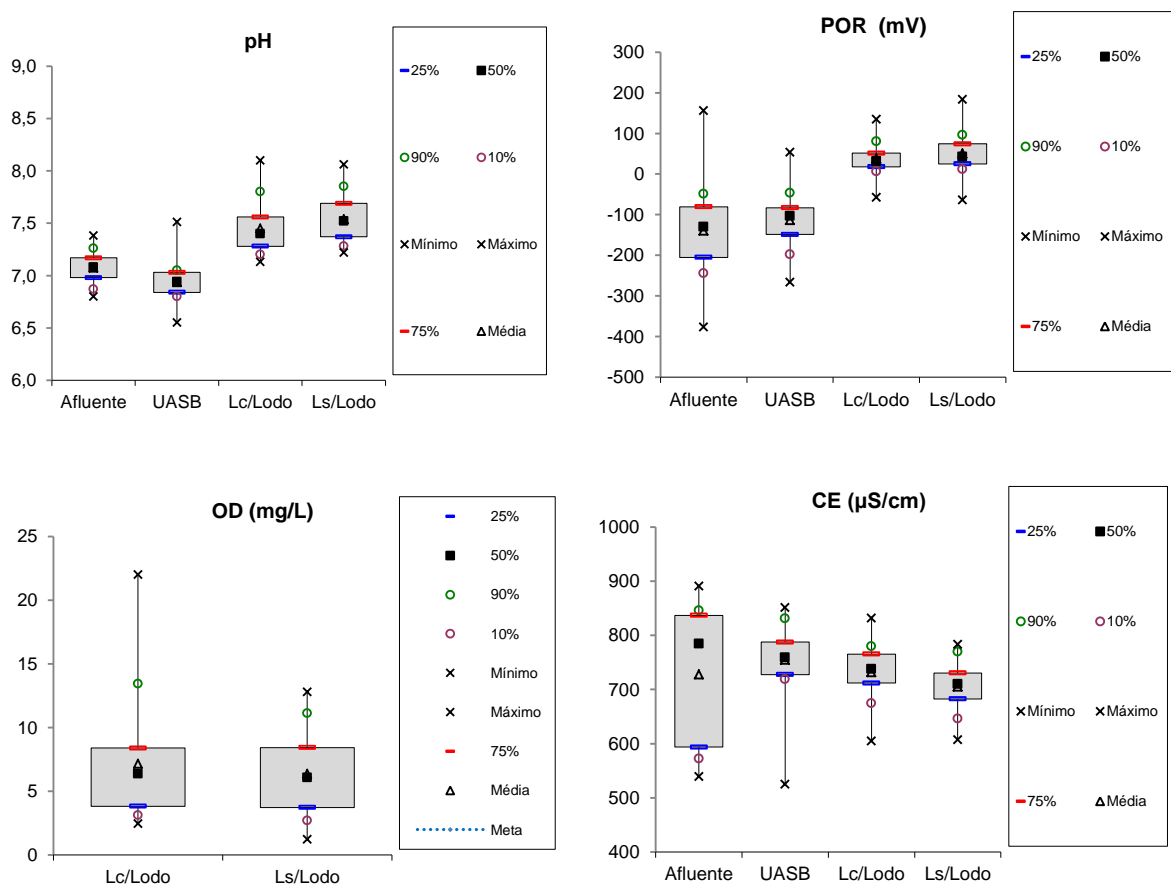 pH
9,0
8,5
8,0
7,5
7,0
6,5
6,0
Afluente UASB Lc/Lodo Ls/Lodo
25% 50%
90% 10%
Mínimo Máximo
75% Média
POR (mV)
300
200
100
0
-100
-200
-300
-400
-500
Afluente UASB Lc/Lodo Ls/Lodo
25% 50%
90% 10%
Mínimo Máximo
75% Média
OD (mg/L)
25
20
15
10
5
0
Lc/Lodo Ls/Lodo
25%
50%
90%
10%
Mínimo
Máximo
75%
Média
Meta
CE (µS/cm)
1000
900
800
700
600
500
400
Afluente UASB Lc/Lodo Ls/Lodo
25% 50%
90% 10%
Mínimo Máximo
75% Média